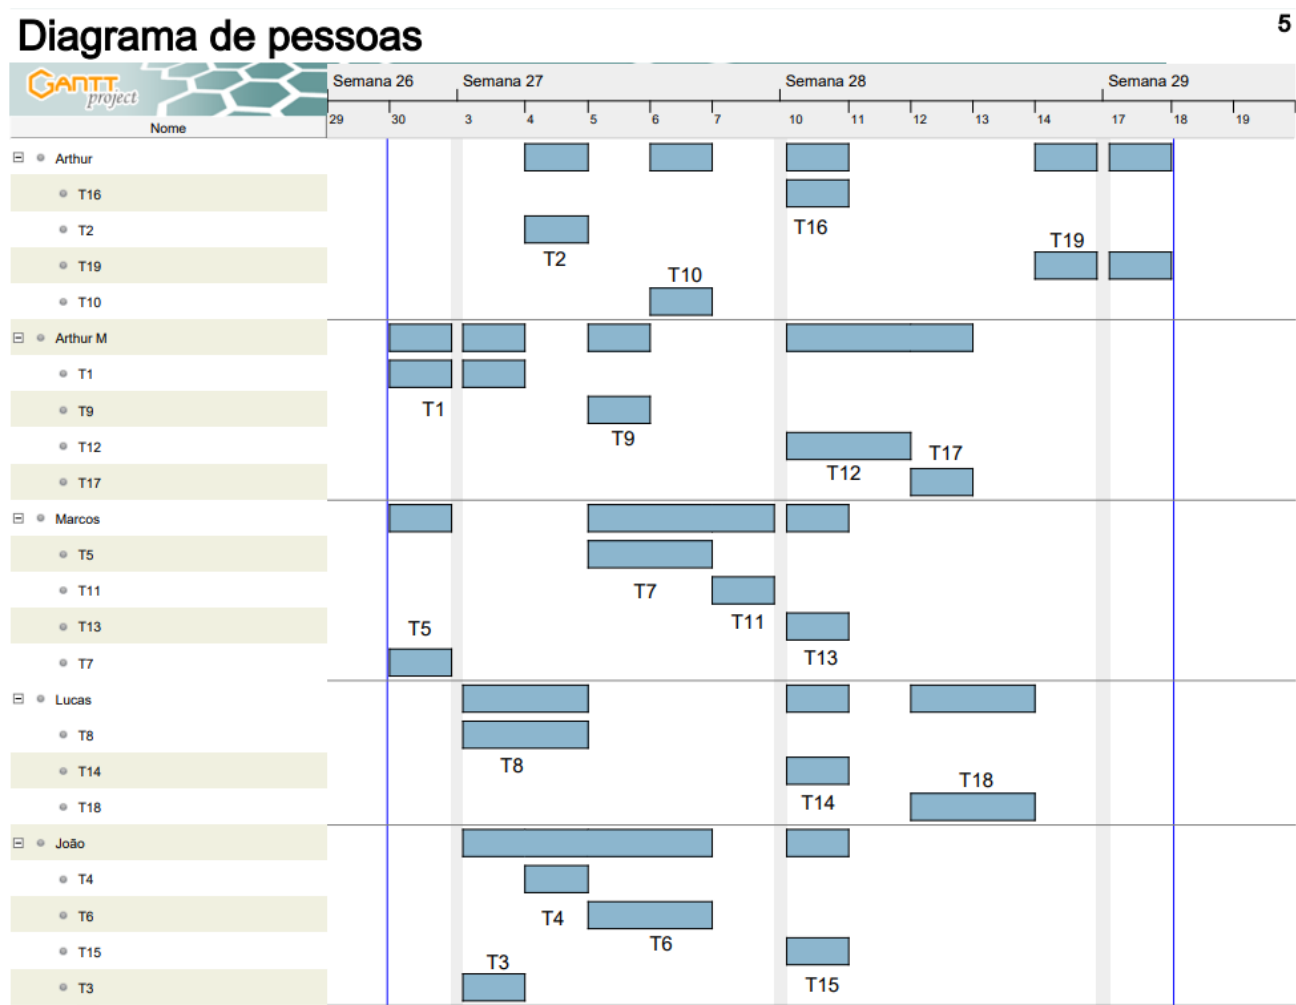 Diagrama de pessoas
5
GANTT project
Semana 26 Semana 27 Semana 28 Semana 29
29 30 3 4 5 6 7 10 11 12 13 14 17 18 19
Nome
Arthur
T16
T16
T2
T2
T19
T19
T10
T10
Arthur M
T1
T1
T9
T9
T12
T12
T17
T17
Marcos
T5
T7
T11
T11
T13
T5
T13
T7
Lucas
T8
T8
T14
T14
T18
T18
João
T4
T4
T6
T6
T15
T15
T3
T3